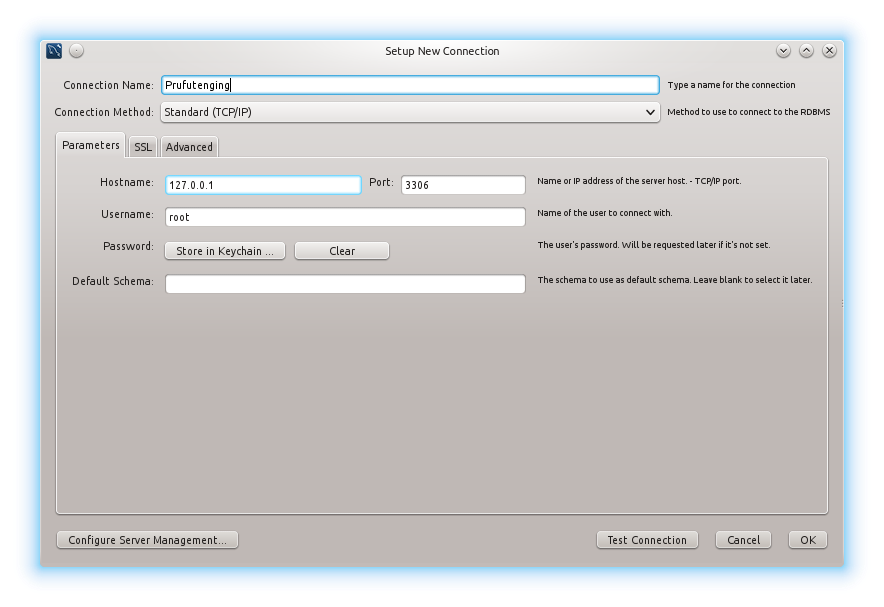 Setup New Connection
Connection Name: Prufutenging Type a name for the connection
Connection Method: Standard (TCP/IP) Method to use to connect to the RDBMS
Parameters SSL Advanced
Hostname: 127.0.0.1 Port: 3306 Name or IP address of the server host. - TCP/IP port.
Username: root Name of the user to connect with.
Password: Store in Keychain ... Clear The user's password. Will be requested later if it's not set.
Default Schema: The schema to use as default schema. Leave blank to select it later.
Configure Server Management... Test Connection Cancel OK